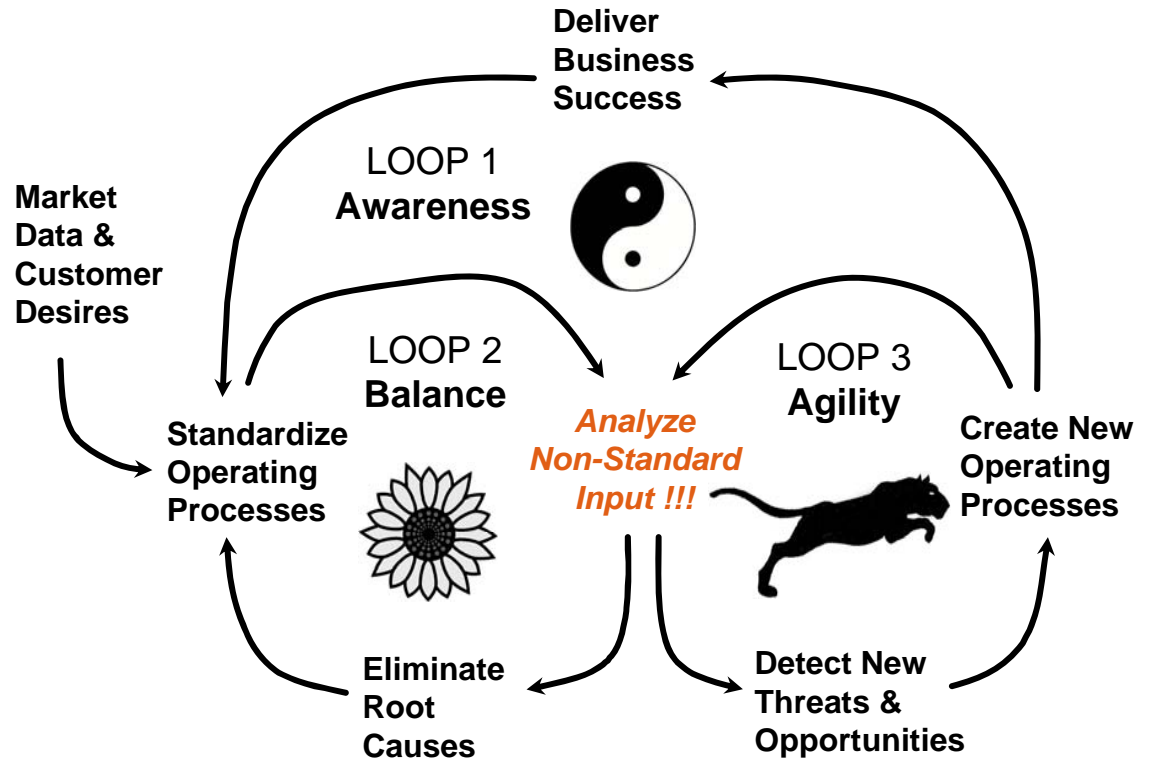 Deliver
Business
Success
LOOP 1
Awareness
Market
Data &
Customer
Desires
LOOP 2
Balance
LOOP 3
Agility
Standardize
Operating
Processes
Analyze
Non-Standard
Input !!!
Create New
Operating
Processes
Eliminate
Root
Causes
Detect New
Threats &
Opportunities